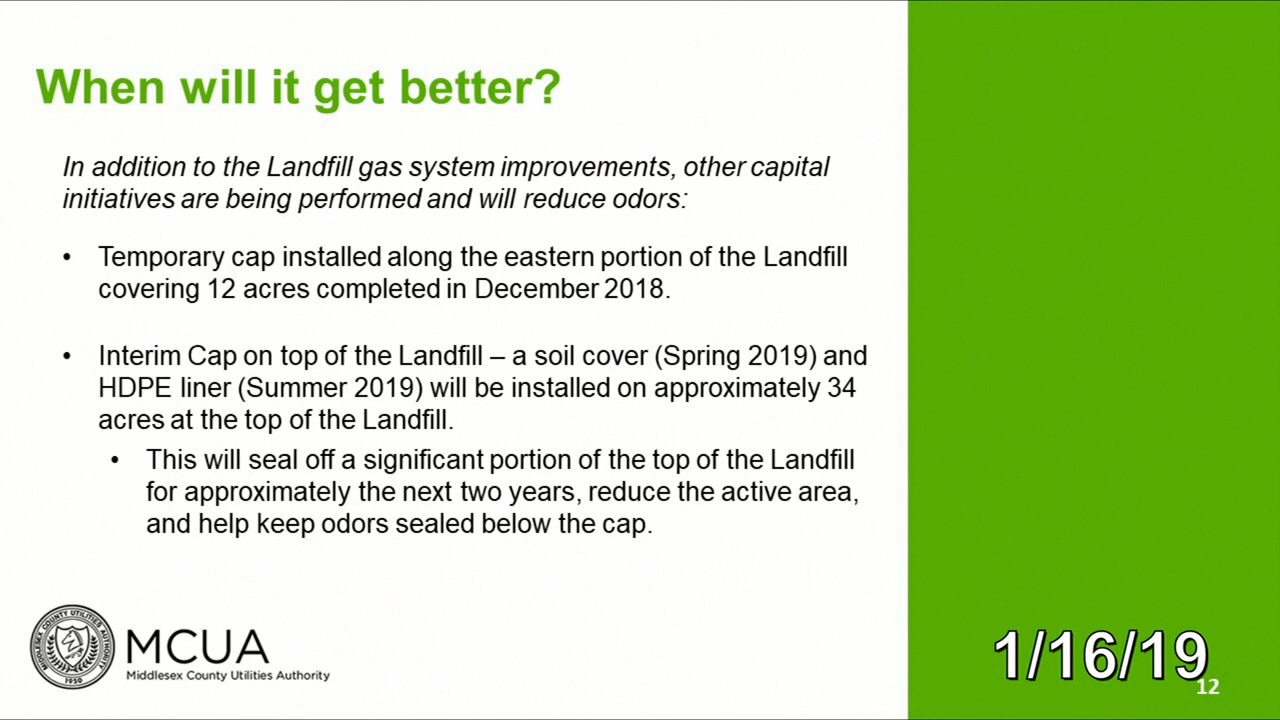 When will it get better?
In addition to the Landfill gas system improvements, other capital
initiatives are being performed and will reduce odors:
• Temporary cap installed along the eastern portion of the Landfill
covering 12 acres completed in December 2018.
• Interim Cap on top of the Landfill – a soil cover (Spring 2019) and
HDPE liner (Summer 2019) will be installed on approximately 34
acres at the top of the Landfill.
• This will seal off a significant portion of the top of the Landfill
for approximately the next two years, reduce the active area,
and help keep odors sealed below the cap.
MIDDLESEX COUNTY UTILITIES AUTHORITY
1950
MCUA
Middlesex County Utilities Authority
1/16/19
12